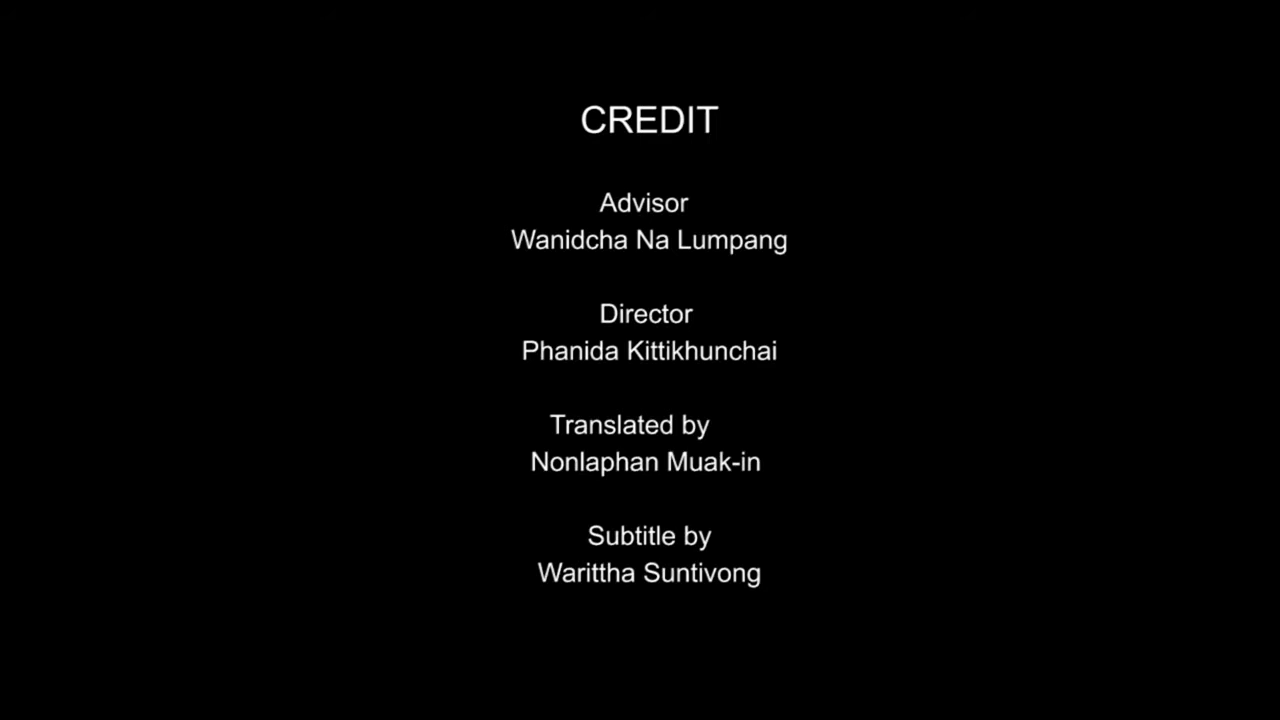 CREDIT
Advisor
Wanidcha Na Lumpang
Director
Phanida Kittikhunchai
Translated by
Nonlaphan Muak-in
Subtitle by
Warittha Suntivong